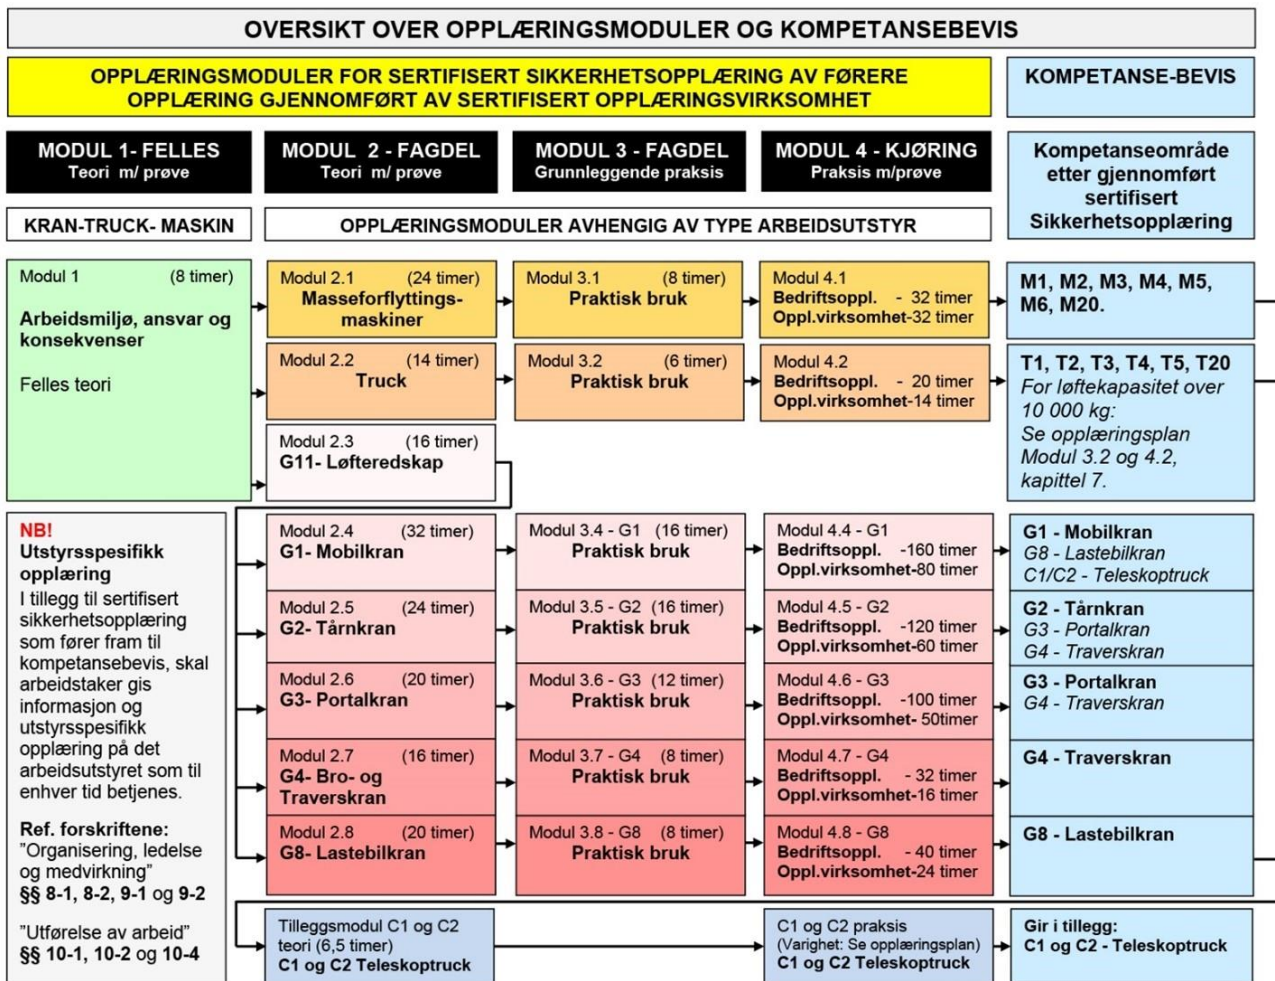 OVERSIKT OVER OPPLÆRINGSMODULER OG KOMPETANSEBEVIS
OPPLÆRINGSMODULER FOR SERTIFISERT SIKKERHETSOPPLÆRING AV FØRERE
OPPLÆRING GJENNOMFØRT AV SERTIFISERT OPPLÆRINGSVIRKSOMHET
KOMPETANSE-BEVIS
MODUL 1- FELLES
Teori m/ prøve
MODUL 2 - FAGDEL
Teori m/ prøve
MODUL 3 - FAGDEL
Grunnleggende praksis
MODUL 4 - KJØRING
Praksis m/prøve
Kompetanseområde
etter gjennomført
sertifisert
Sikkerhetsopplæring
KRAN-TRUCK- MASKIN
OPPLÆRINGSMODULER AVHENGIG AV TYPE ARBEIDSUTSTYR
Modul 1 (8 timer)
Arbeidsmiljø, ansvar og
konsekvenser
Felles teori
Modul 2.1 (24 timer)
Masseforflyttings-
maskiner
Modul 3.1 (8 timer)
Praktisk bruk
Modul 4.1
Bedriftsoppl. - 32 timer
Oppl.virksomhet-32 timer
M1, M2, M3, M4, M5,
M6, M20.
Modul 2.2 (14 timer)
Truck
Modul 3.2 (6 timer)
Praktisk bruk
Modul 4.2
Bedriftsoppl. - 20 timer
Oppl.virksomhet-14 timer
T1, T2, T3, T4, T5, T20
For løftekapasitet over
10 000 kg:
Se opplæringsplan
Modul 3.2 og 4.2,
kapittel 7.
Modul 2.3 (16 timer)
G11- Løfteredskap
NB!
Utstyrsspesifikk
opplæring
I tillegg til sertifisert
sikkerhetsopplæring
som fører fram til
kompetansebevis, skal
arbeidstaker gis
informasjon og
utstyrsspesifikk
opplæring på det
arbeidsutstyret som til
enhver tid betjenes.
Ref. forskriftene:
"Organisering, ledelse
og medvirkning"
§§ 8-1, 8-2, 9-1 og 9-2
"Utførelse av arbeid"
§§ 10-1, 10-2 og 10-4
Modul 2.4 (32 timer)
G1- Mobilkran
Modul 3.4 - G1 (16 timer)
Praktisk bruk
Modul 4.4 - G1
Bedriftsoppl. -160 timer
Oppl.virksomhet-80 timer
G1 - Mobilkran
G8 - Lastebilkran
C1/C2 - Teleskoptruck
Modul 2.5 (24 timer)
G2- Tårnkran
Modul 3.5 - G2 (16 timer)
Praktisk bruk
Modul 4.5 - G2
Bedriftsoppl. -120 timer
Oppl.virksomhet-60 timer
G2 - Tårnkran
G3 - Portalkran
G4 - Traverskran
Modul 2.6 (20 timer)
G3- Portalkran
Modul 3.6 - G3 (12 timer)
Praktisk bruk
Modul 4.6 - G3
Bedriftsoppl. -100 timer
Oppl.virksomhet- 50timer
G3 - Portalkran
G4 - Traverskran
Modul 2.7 (16 timer)
G4- Bro- og
Traverskran
Modul 3.7 - G4 (8 timer)
Praktisk bruk
Modul 4.7 - G4
Bedriftsoppl. - 32 timer
Oppl.virksomhet-16 timer
G4 - Traverskran
Modul 2.8 (20 timer)
G8- Lastebilkran
Modul 3.8 - G8 (8 timer)
Praktisk bruk
Modul 4.8 - G8
Bedriftsoppl. - 40 timer
Oppl.virksomhet-24 timer
G8 - Lastebilkran
Tilleggsmodul C1 og C2
teori (6,5 timer)
C1 og C2 Teleskoptruck
C1 og C2 praksis
(Varighet: Se opplæringsplan)
C1 og C2 Teleskoptruck
Gir i tillegg:
C1 og C2 - Teleskoptruck